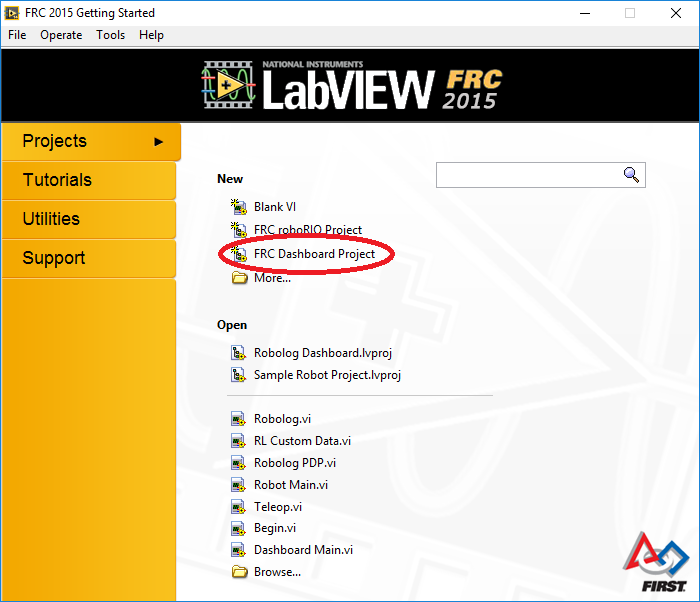 FRC 2015 Getting Started
File Operate Tools Help
NATIONAL INSTRUMENTS
LabVIEW FRC 2015
Projects
Tutorials
Utilities
Support
New
Blank VI
FRC roboRIO Project
FRC Dashboard Project
More...
Open
Robolog Dashboard.lvproj
Sample Robot Project.lvproj
Robolog.vi
RL Custom Data.vi
Robolog PDP.vi
Robot Main.vi
Teleop.vi
Begin.vi
Dashboard Main.vi
Browse...
FIRST